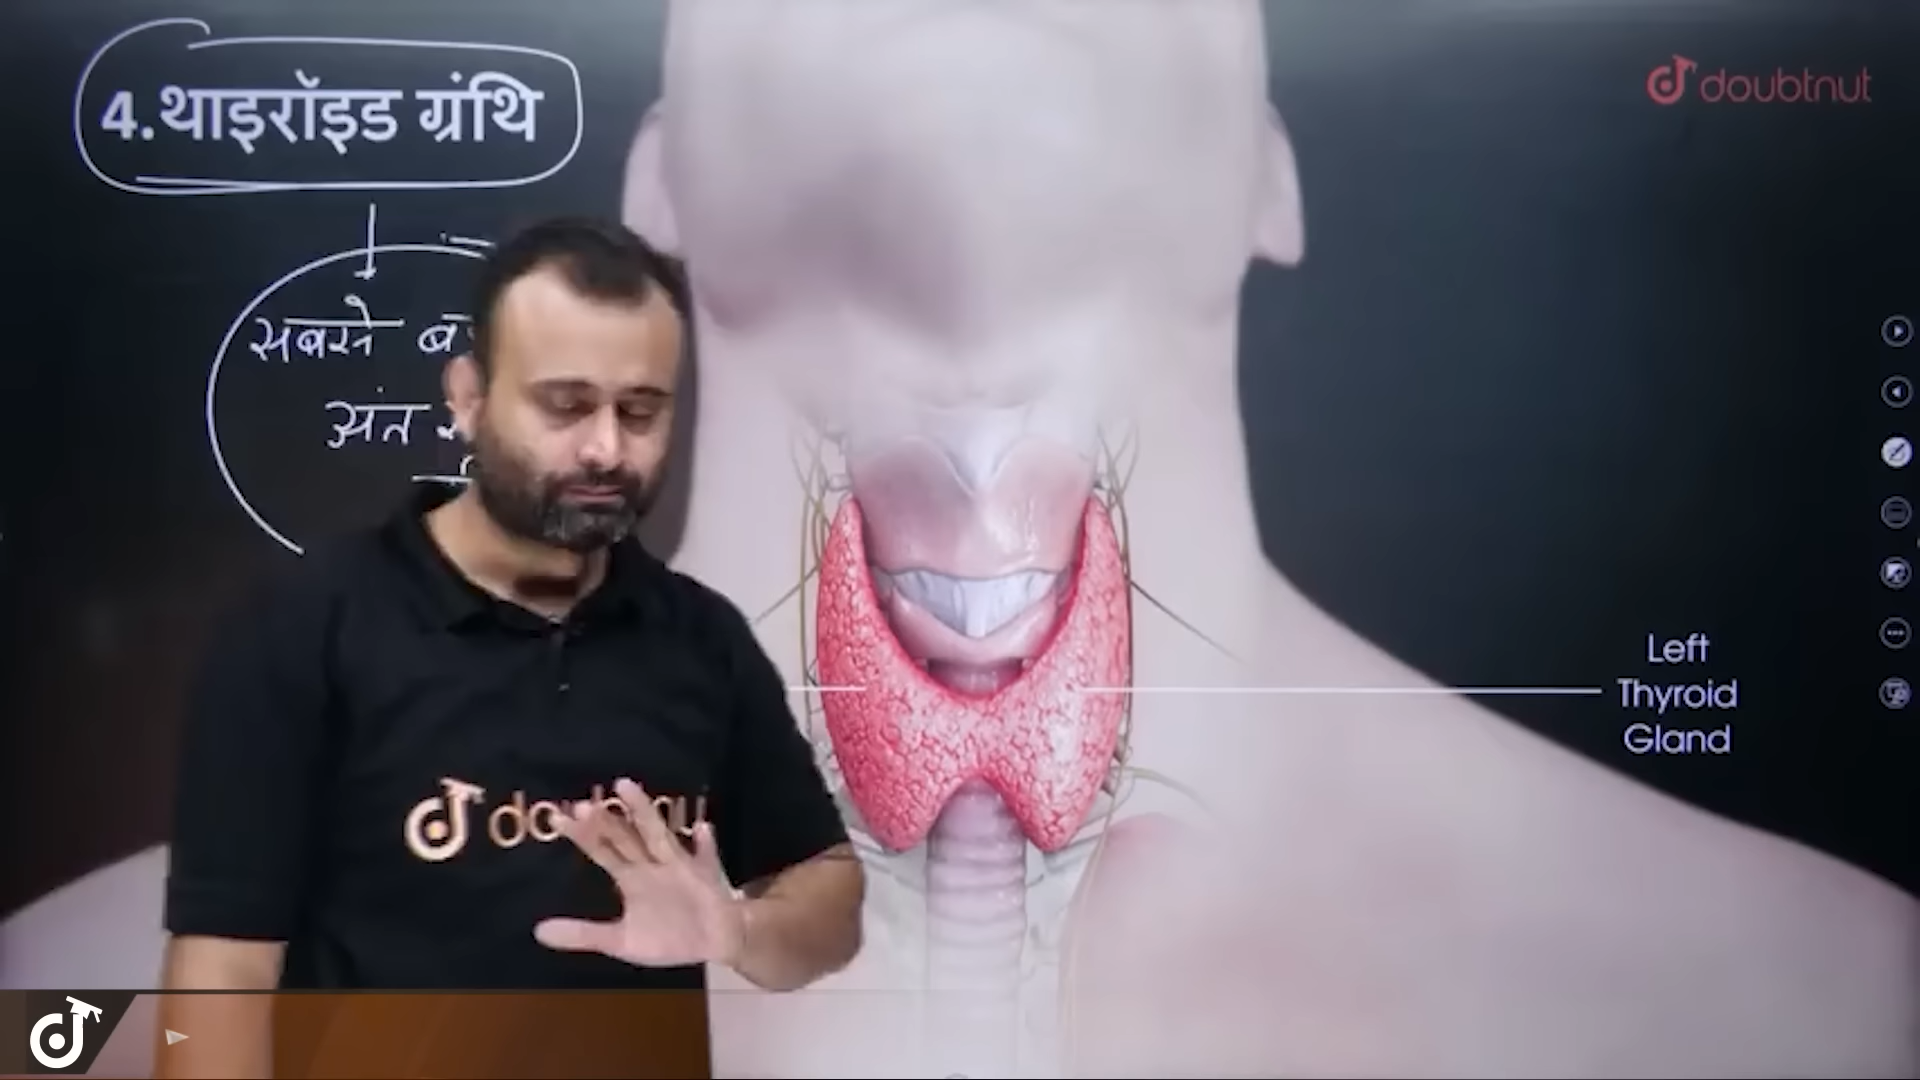 4.थाइरॉइड ग्रंथि
doubtnut
सबसे
अंत
Left
Thyroid
Gland